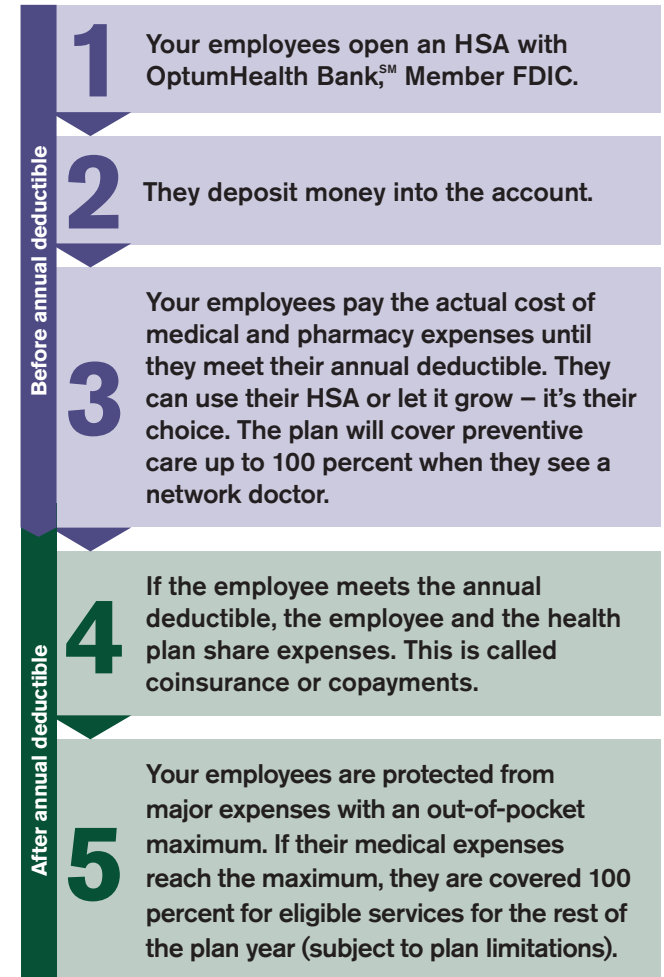 Before annual deductible
1
Your employees open an HSA with
OptumHealth Bank,℠ Member FDIC.
2
They deposit money into the account.
3
Your employees pay the actual cost of
medical and pharmacy expenses until
they meet their annual deductible. They
can use their HSA or let it grow – it’s their
choice. The plan will cover preventive
care up to 100 percent when they see a
network doctor.
After annual deductible
4
If the employee meets the annual
deductible, the employee and the health
plan share expenses. This is called
coinsurance or copayments.
5
Your employees are protected from
major expenses with an out-of-pocket
maximum. If their medical expenses
reach the maximum, they are covered 100
percent for eligible services for the rest of
the plan year (subject to plan limitations).